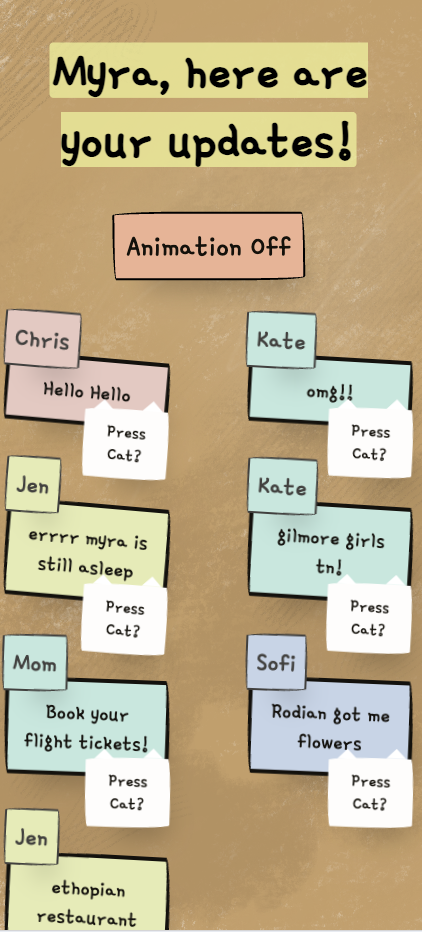 Myra, here are
your updates!
Animation Off
Chris
Hello Hello
Press
Cat?
Kate
omg!!
Press
Cat?
Jen
errrr myra is
still asleep
Press
Cat?
Kate
gilmore girls
tn!
Press
Cat?
Mom
Book your
flight tickets!
Press
Cat?
Sofi
Rodian got me
flowers
Press
Cat?
Jen
ethopian
restaurant